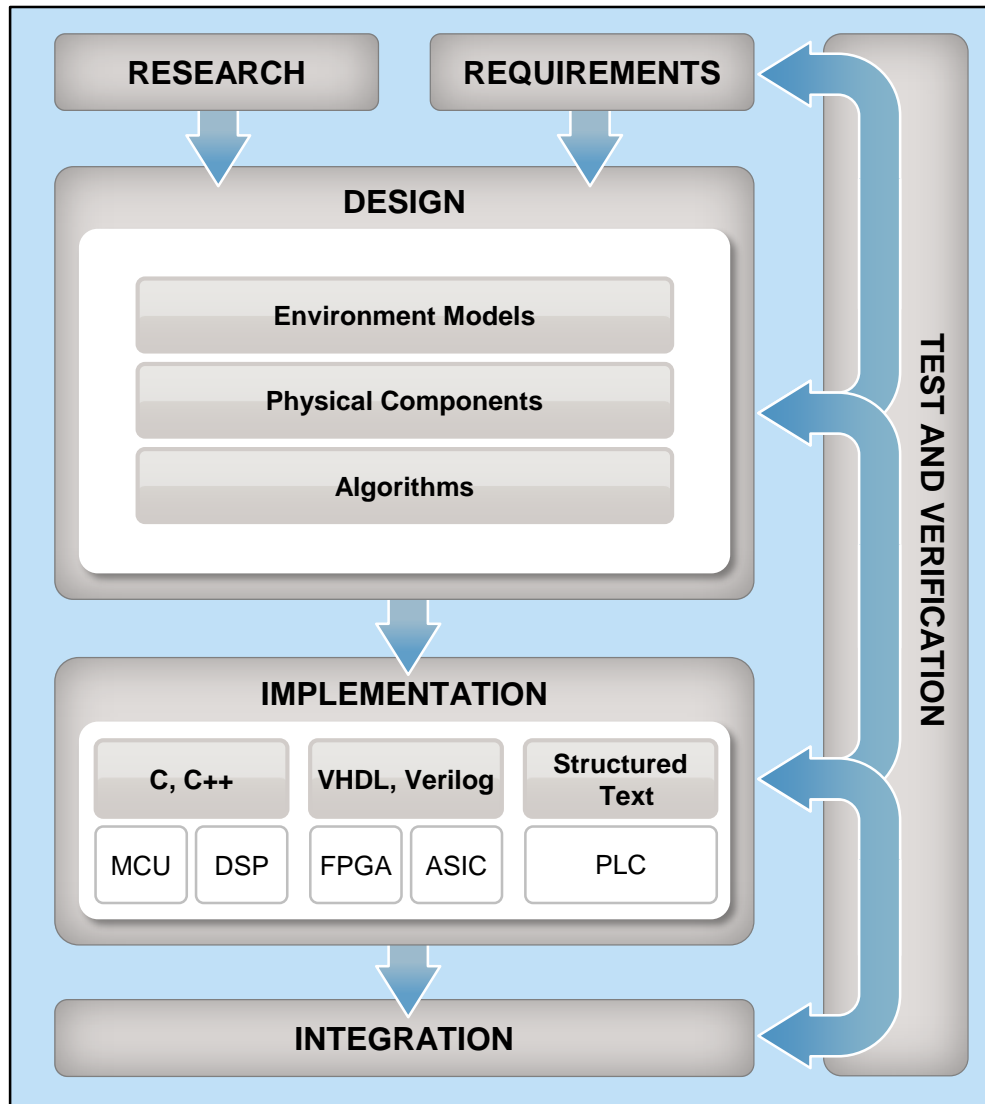 RESEARCH
REQUIREMENTS
DESIGN
Environment Models
Physical Components
Algorithms
IMPLEMENTATION
C, C++
VHDL, Verilog
Structured
Text
MCU
DSP
FPGA
ASIC
PLC
INTEGRATION
TEST AND VERIFICATION